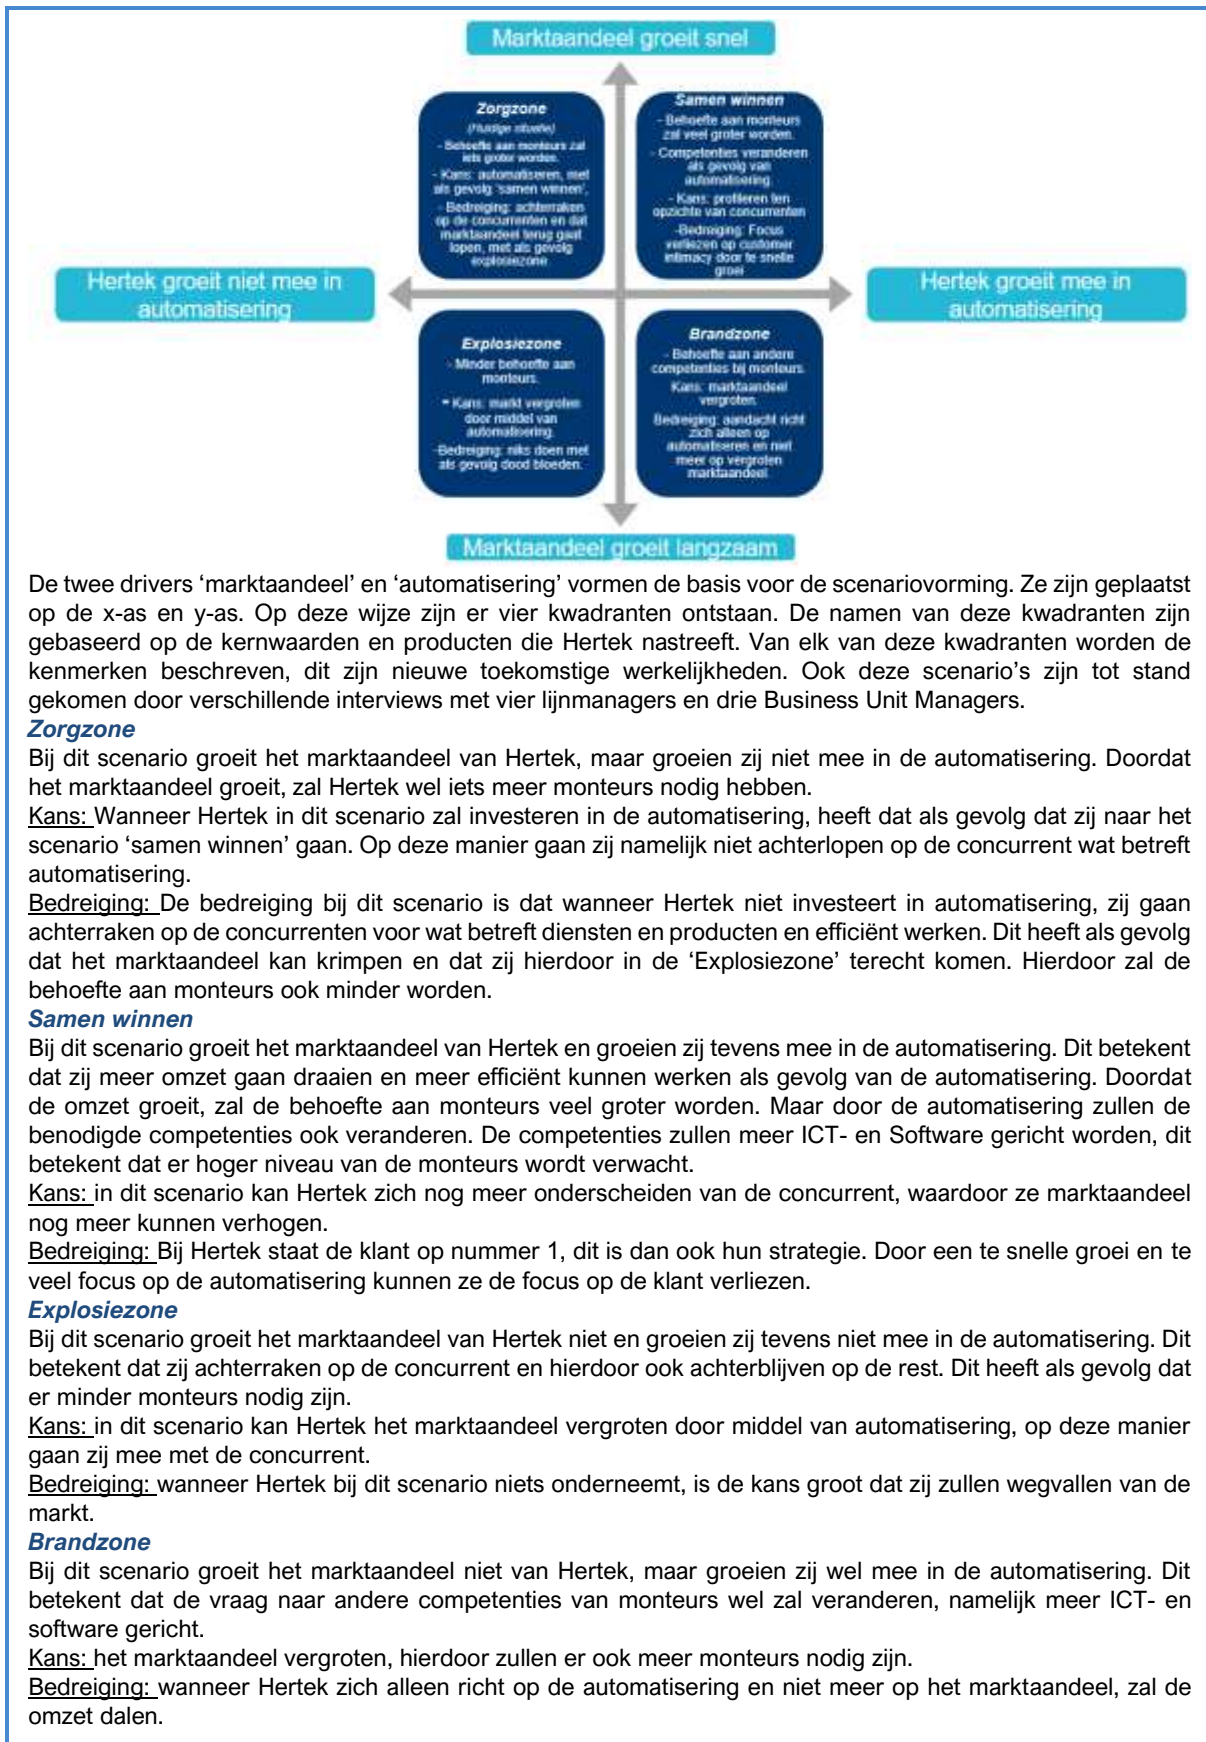 Marktaandeel groeit snel
Zorgzone
(Huidige situatie)
- Behoefte aan monteurs zal
iets groter worden.
- Kans: automatiseren, met
als gevolg 'samen winnen',
- Bedreiging: achterraken
op de concurrenten en dat
marktaandeel terug gaat
lopen, met als gevolg
explosiezone
Samen winnen
- Behoefte aan monteurs
zal veel groter worden.
- Competenties veranderen
als gevolg van
automatisering.
- Kans: profileren ten
opzichte van concurrenten
-Bedreiging: Focus
verliezen op customer
intimacy door te snelle
groei
Hertek groeit niet mee in
automatisering
Hertek groeit mee in
automatisering
Explosiezone
- Minder behoefte aan
monteurs.
- Kans: markt vergroten
door middel van
automatisering.
-Bedreiging: niks doen met
als gevolg dood bloeden.
Brandzone
- Behoefte aan andere
competenties bij monteurs.
Kans: marktaandeel
vergroten.
Bedreiging: aandacht richt
zich alleen op
automatiseren en niet
meer op vergroten
marktaandeel
Marktaandeel groeit langzaam
De twee drivers ‘marktaandeel’ en ‘automatisering’ vormen de basis voor de scenariovorming. Ze zijn geplaatst
op de x-as en y-as. Op deze wijze zijn er vier kwadranten ontstaan. De namen van deze kwadranten zijn
gebaseerd op de kernwaarden en producten die Hertek nastreeft. Van elk van deze kwadranten worden de
kenmerken beschreven, dit zijn nieuwe toekomstige werkelijkheden. Ook deze scenario’s zijn tot stand
gekomen door verschillende interviews met vier lijnmanagers en drie Business Unit Managers.
Zorgzone
Bij dit scenario groeit het marktaandeel van Hertek, maar groeien zij niet mee in de automatisering. Doordat
het marktaandeel groeit, zal Hertek wel iets meer monteurs nodig hebben.
Kans: Wanneer Hertek in dit scenario zal investeren in de automatisering, heeft dat als gevolg dat zij naar het
scenario ‘samen winnen’ gaan. Op deze manier gaan zij namelijk niet achterlopen op de concurrent wat betreft
automatisering.
Bedreiging: De bedreiging bij dit scenario is dat wanneer Hertek niet investeert in automatisering, zij gaan
achterraken op de concurrenten voor wat betreft diensten en producten en efficiënt werken. Dit heeft als gevolg
dat het marktaandeel kan krimpen en dat zij hierdoor in de ‘Explosiezone’ terecht komen. Hierdoor zal de
behoefte aan monteurs ook minder worden.
Samen winnen
Bij dit scenario groeit het marktaandeel van Hertek en groeien zij tevens mee in de automatisering. Dit betekent
dat zij meer omzet gaan draaien en meer efficiënt kunnen werken als gevolg van de automatisering. Doordat
de omzet groeit, zal de behoefte aan monteurs veel groter worden. Maar door de automatisering zullen de
benodigde competenties ook veranderen. De competenties zullen meer ICT- en Software gericht worden, dit
betekent dat er hoger niveau van de monteurs wordt verwacht.
Kans: in dit scenario kan Hertek zich nog meer onderscheiden van de concurrent, waardoor ze marktaandeel
nog meer kunnen verhogen.
Bedreiging: Bij Hertek staat de klant op nummer 1, dit is dan ook hun strategie. Door een te snelle groei en te
veel focus op de automatisering kunnen ze de focus op de klant verliezen.
Explosiezone
Bij dit scenario groeit het marktaandeel van Hertek niet en groeien zij tevens niet mee in de automatisering. Dit
betekent dat zij achterraken op de concurrent en hierdoor ook achterblijven op de rest. Dit heeft als gevolg dat
er minder monteurs nodig zijn.
Kans: in dit scenario kan Hertek het marktaandeel vergroten door middel van automatisering, op deze manier
gaan zij mee met de concurrent.
Bedreiging: wanneer Hertek bij dit scenario niets onderneemt, is de kans groot dat zij zullen wegvallen van de
markt.
Brandzone
Bij dit scenario groeit het marktaandeel niet van Hertek, maar groeien zij wel mee in de automatisering. Dit
betekent dat de vraag naar andere competenties van monteurs wel zal veranderen, namelijk meer ICT- en
software gericht.
Kans: het marktaandeel vergroten, hierdoor zullen er ook meer monteurs nodig zijn.
Bedreiging: wanneer Hertek zich alleen richt op de automatisering en niet meer op het marktaandeel, zal de
omzet dalen.